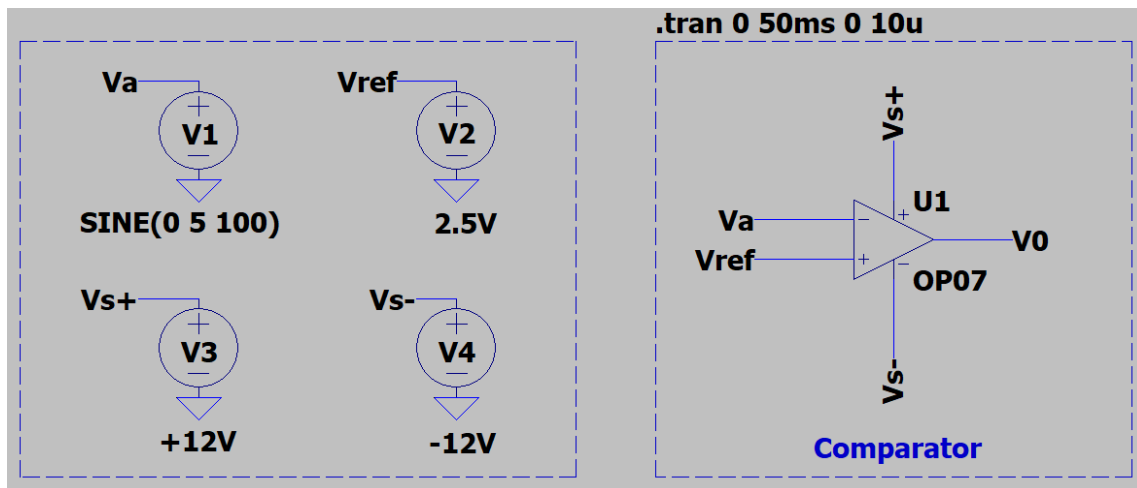 .tran 0 50ms 0 10u
Va
+
V1
−
SINE(0 5 100)
Vref
+
V2
−
2.5V
Vs+
+
V3
−
+12V
Vs-
+
V4
−
-12V
Vs+
U1
+
Va
−
Vref
+
V0
−
OP07
Vs-
Comparator